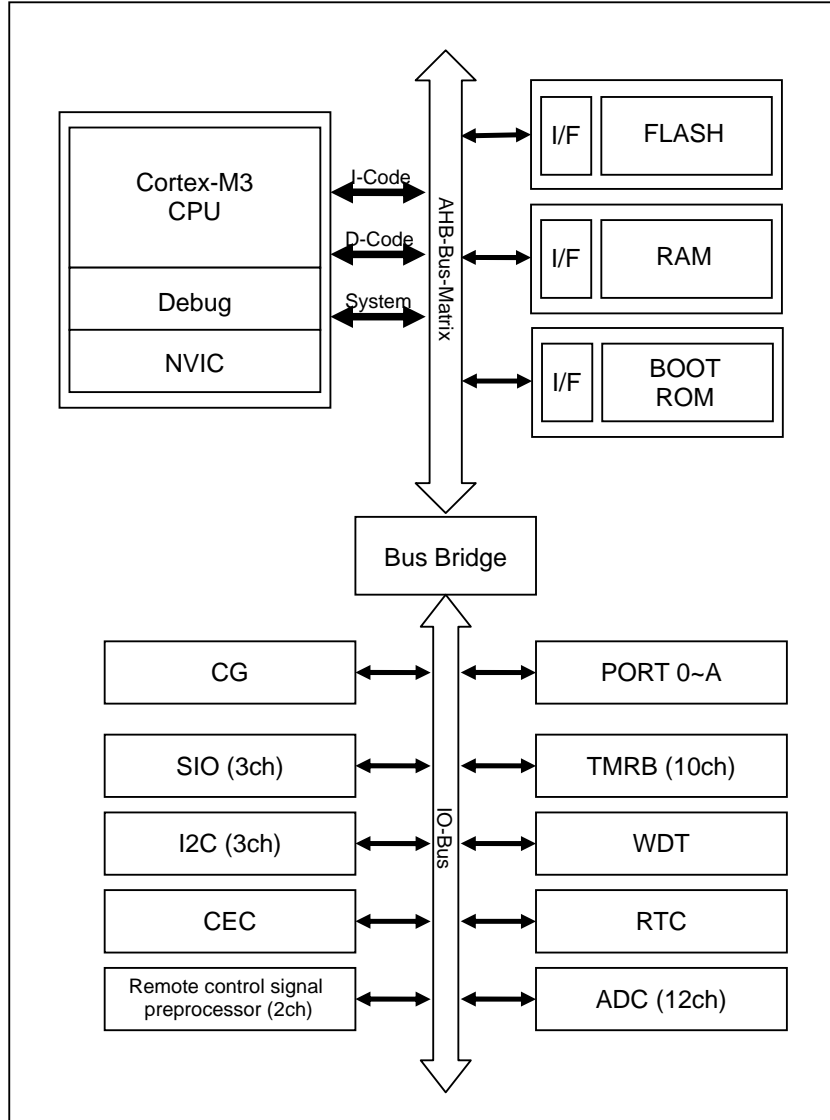 Cortex-M3
CPU
Debug
NVIC
I-Code
D-Code
System
AHB-Bus-Matrix
I/F
FLASH
I/F
RAM
I/F
BOOT
ROM
Bus Bridge
IO-Bus
CG
PORT 0~A
SIO (3ch)
TMRB (10ch)
I2C (3ch)
WDT
CEC
RTC
Remote control signal
preprocessor (2ch)
ADC (12ch)